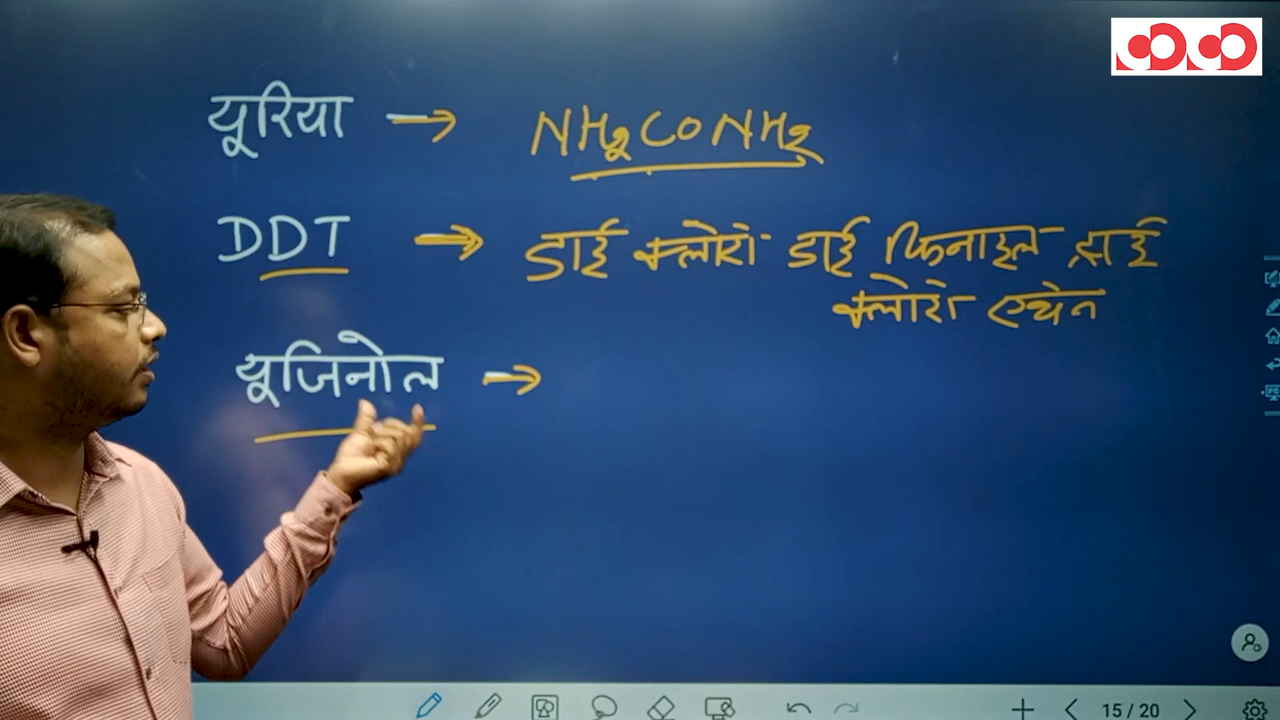 यूरिया → NH2CONH2
DDT → डाई क्लोरो डाई फिनाइल ट्राई
क्लोरो एथेन
यूजिनोल →
15 / 20